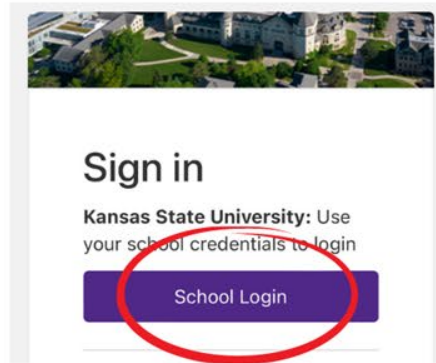 Sign in
Kansas State University: Use
your school credentials to login
School Login